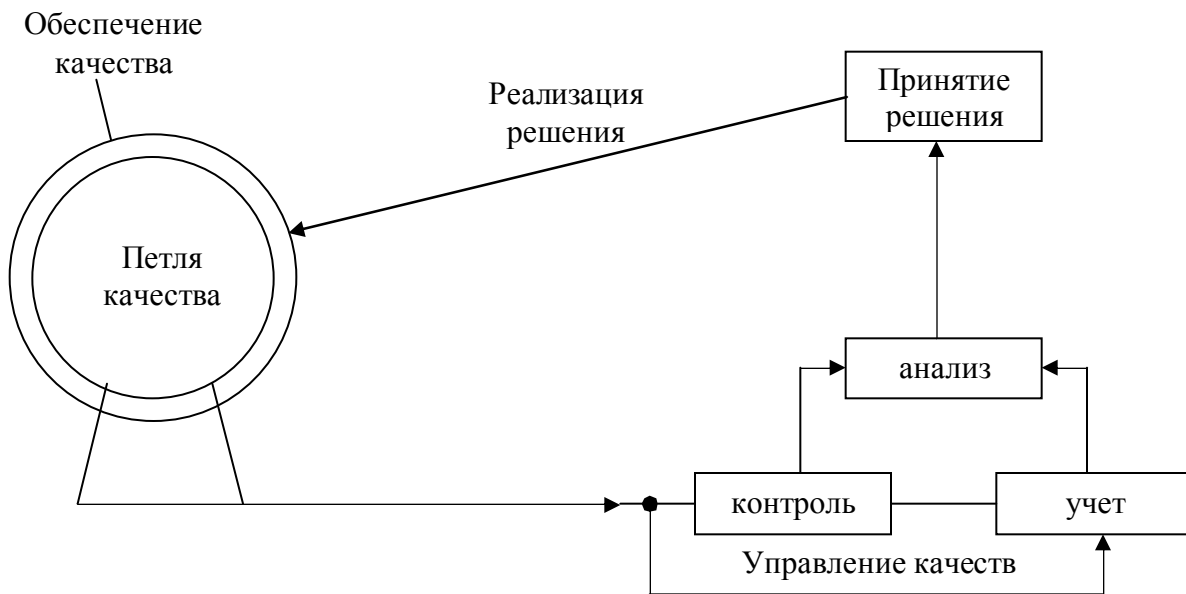 Обеспечение
качества
Реализация
решения
Принятие
решения
Петля
качества
анализ
контроль
учет
Управление качеств